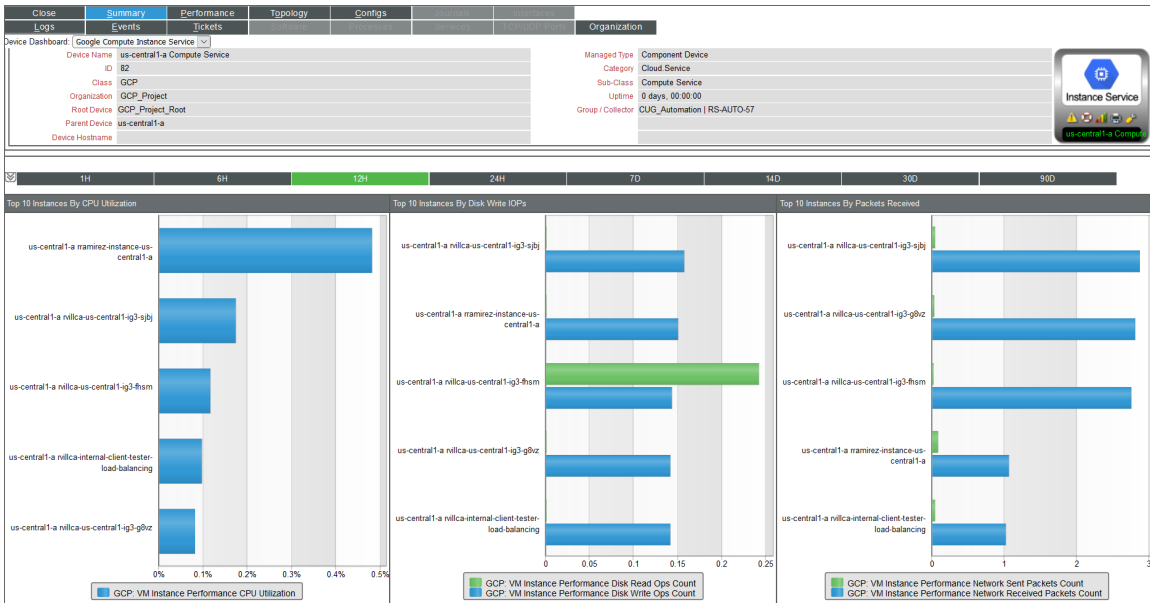 Close Summary Performance Topology Configs Journals Interfaces
Logs Events Tickets Software Processes Services TCP/UDP Ports Organization
Device Dashboard: Google Compute Instance Service
Device Name us-central1-a Compute Service Managed Type Component Device
ID 82 Category Cloud.Service
Class GCP Sub-Class Compute Service
Organization GCP_Project Uptime 0 days, 00:00:00
Root Device GCP_Project_Root Group / Collector CUG_Automation | RS-AUTO-57
Parent Device us-central1-a
Device Hostname
Instance Service
us-central1-a Compute
1H 6H 12H 24H 7D 14D 30D 90D
Top 10 Instances By CPU Utilization
us-central1-a rramirez-instance-us-
central1-a
us-central1-a rvillca-us-central1-ig3-sjbj
us-central1-a rvillca-us-central1-ig3-fhsm
us-central1-a rvillca-internal-client-tester-
load-balancing
us-central1-a rvillca-us-central1-ig3-g8vz
0% 0.1% 0.2% 0.3% 0.4% 0.5%
GCP: VM Instance Performance CPU Utilization
Top 10 Instances By Disk Write IOPs
us-central1-a rvillca-us-central1-ig3-sjbj
us-central1-a rramirez-instance-us-
central1-a
us-central1-a rvillca-us-central1-ig3-fhsm
us-central1-a rvillca-us-central1-ig3-g8vz
us-central1-a rvillca-internal-client-tester-
load-balancing
0 0.05 0.1 0.15 0.2 0.25
GCP: VM Instance Performance Disk Read Ops Count
GCP: VM Instance Performance Disk Write Ops Count
Top 10 Instances By Packets Received
us-central1-a rvillca-us-central1-ig3-sjbj
us-central1-a rvillca-us-central1-ig3-g8vz
us-central1-a rvillca-us-central1-ig3-fhsm
us-central1-a rramirez-instance-us-
central1-a
us-central1-a rvillca-internal-client-tester-
load-balancing
0 1 2 3
GCP: VM Instance Performance Network Sent Packets Count
GCP: VM Instance Performance Network Received Packets Count